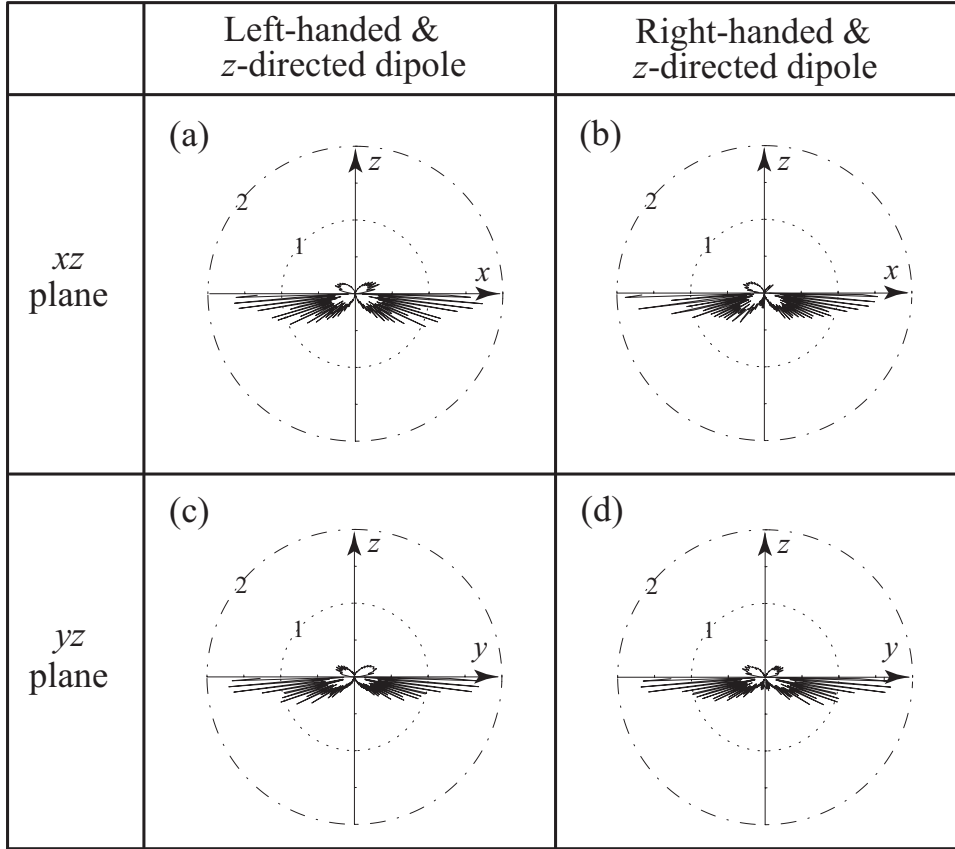 Left-handed &
z-directed dipole
Right-handed &
z-directed dipole
xz
plane
(a)
z
2
1
x
(b)
z
2
1
x
yz
plane
(c)
z
2
1
y
(d)
z
2
1
y